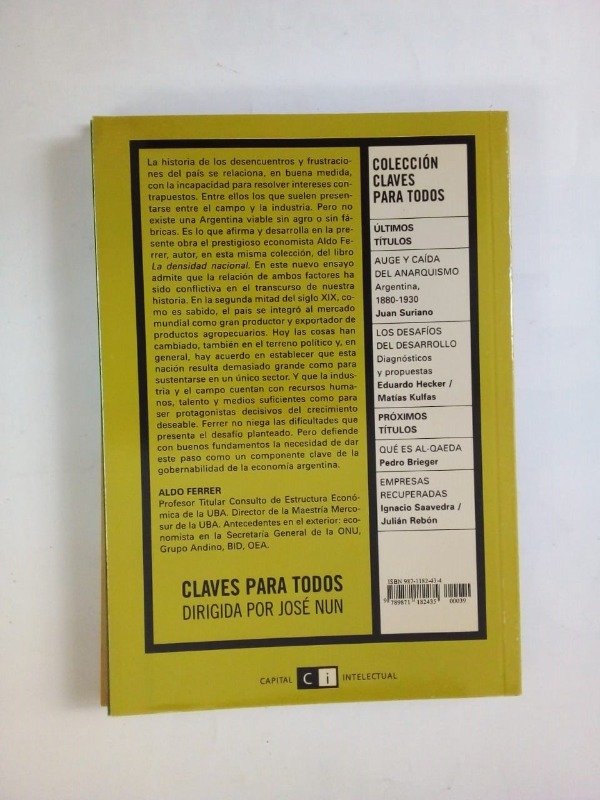 La historia de los desencuentros y frustracio-
nes del país se relaciona, en buena medida,
con la incapacidad para resolver intereses con-
trapuestos. Entre ellos los que suelen presen-
tarse entre el campo y la industria. Pero no
existe una Argentina viable sin agro o sin fá-
bricas. Es lo que afirma y desarrolla en la pre-
sente obra el prestigioso economista Aldo Fe-
rrer, autor, en esta misma colección, del libro
La densidad nacional. En este nuevo ensayo
admite que la relación de ambos factores ha
sido conflictiva en el transcurso de nuestra
historia. En la segunda mitad del siglo XIX, co-
mo es sabido, el país se integró al mercado
mundial como gran productor y exportador de
productos agropecuarios. Hoy las cosas han
cambiado, también en el terreno político y, en
general, hay acuerdo en establecer que esta
nación resulta demasiado grande como para
sustentarse en un único sector. Y que la indus-
tria y el campo cuentan con recursos huma-
nos, talento y medios suficientes como para
ser protagonistas decisivos del crecimiento
deseable. Ferrer no niega las dificultades que
presenta el desafío planteado. Pero defiende
con buenos fundamentos la necesidad de dar
este paso como un componente clave de la
gobernabilidad de la economía argentina.
ALDO FERRER
Profesor Titular Consulto de Estructura Econó-
mica de la UBA. Director de la Maestría Merco-
sur de la UBA. Antecedentes en el exterior: eco-
nomista en la Secretaría General de la ONU,
Grupo Andino, BID, OEA.
CLAVES PARA TODOS
DIRIGIDA POR JOSÉ NUN
COLECCIÓN
CLAVES
PARA TODOS
ÚLTIMOS
TÍTULOS
AUGE Y CAÍDA
DEL ANARQUISMO
Argentina,
1880-1930
Juan Suriano
LOS DESAFÍOS
DEL DESARROLLO
Diagnósticos
y propuestas
Eduardo Hecker /
Matías Kulfas
PRÓXIMOS
TÍTULOS
QUÉ ES AL-QAEDA
Pedro Brieger
EMPRESAS
RECUPERADAS
Ignacio Saavedra /
Julián Rebón
ISBN 987-1182-43-4
9 789871 182435 00039
CAPITAL Ci INTELECTUAL